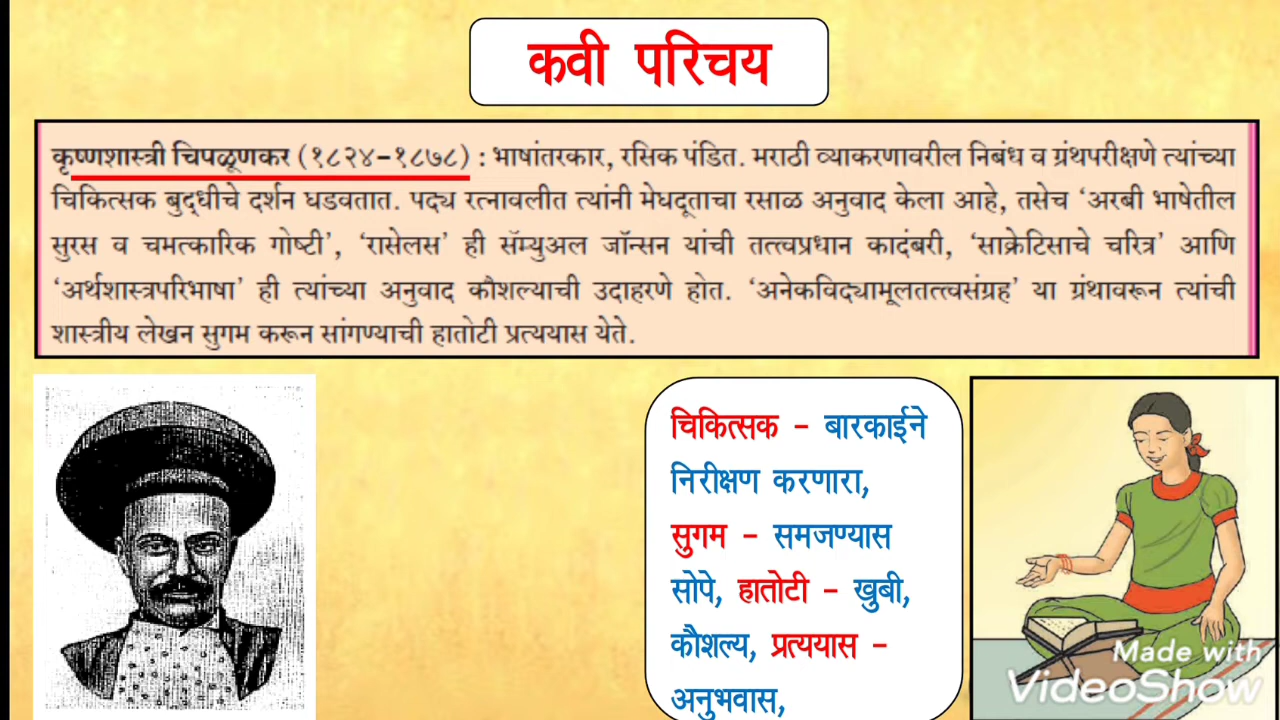 कवी परिचय
कृष्णशास्त्री चिपळूणकर (१८२४-१८७८) : भाषांतरकार, रसिक पंडित. मराठी व्याकरणावरील निबंध व ग्रंथपरीक्षणे त्यांच्या
चिकित्सक बुद्धीचे दर्शन घडवतात. पद्य रत्नावलीत त्यांनी मेघदूताचा रसाळ अनुवाद केला आहे, तसेच ‘अरबी भाषेतील
सुरस व चमत्कारिक गोष्टी’, ‘रासेलस’ ही सॅम्युअल जॉन्सन यांची तत्त्वप्रधान कादंबरी, ‘साक्रेटिसाचे चरित्र’ आणि
‘अर्थशास्त्रपरिभाषा’ ही त्यांच्या अनुवाद कौशल्याची उदाहरणे होत. ‘अनेकविद्यामूलतत्त्वसंग्रह’ या ग्रंथावरून त्यांची
शास्त्रीय लेखन सुगम करून सांगण्याची हातोटी प्रत्ययास येते.
चिकित्सक - बारकाईने
निरीक्षण करणारा,
सुगम - समजण्यास
सोपे, हातोटी - खुबी,
कौशल्य, प्रत्ययास -
अनुभवास,
Made with
VideoShow